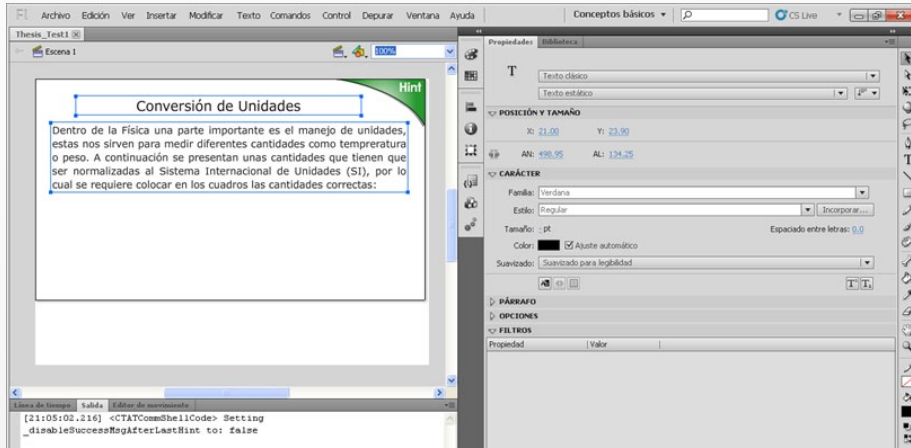 Fl Archivo Edición Ver Insertar Modificar Texto Comandos Control Depurar Ventana Ayuda Conceptos básicos CS Live
Thesis_Test1
Escena 1 100%
Hint
Conversión de Unidades
Dentro de la Física una parte importante es el manejo de unidades,
estas nos sirven para medir diferentes cantidades como tempreratura
o peso. A continuación se presentan unas cantidades que tienen que
ser normalizadas al Sistema Internacional de Unidades (SI), por lo
cual se requiere colocar en los cuadros las cantidades correctas:
Línea de tiempo Salida Editor de movimiento
[21:05:02.216] <CTATCommShellCode> Setting
_disableSuccessMsgAfterLastHint to: false
Propiedades Biblioteca
T Texto clásico
Texto estático
POSICIÓN Y TAMAÑO
X: 21.00 Y: 23.90
AN: 498.95 AL: 134.25
CARÁCTER
Familia: Verdana
Estilo: Regular Incorporar...
Tamaño: - pt Espaciado entre letras: 0.0
Color: Ajuste automático
Suavizado: Suavizado para legibilidad
PÁRRAFO
OPCIONES
FILTROS
Propiedad Valor